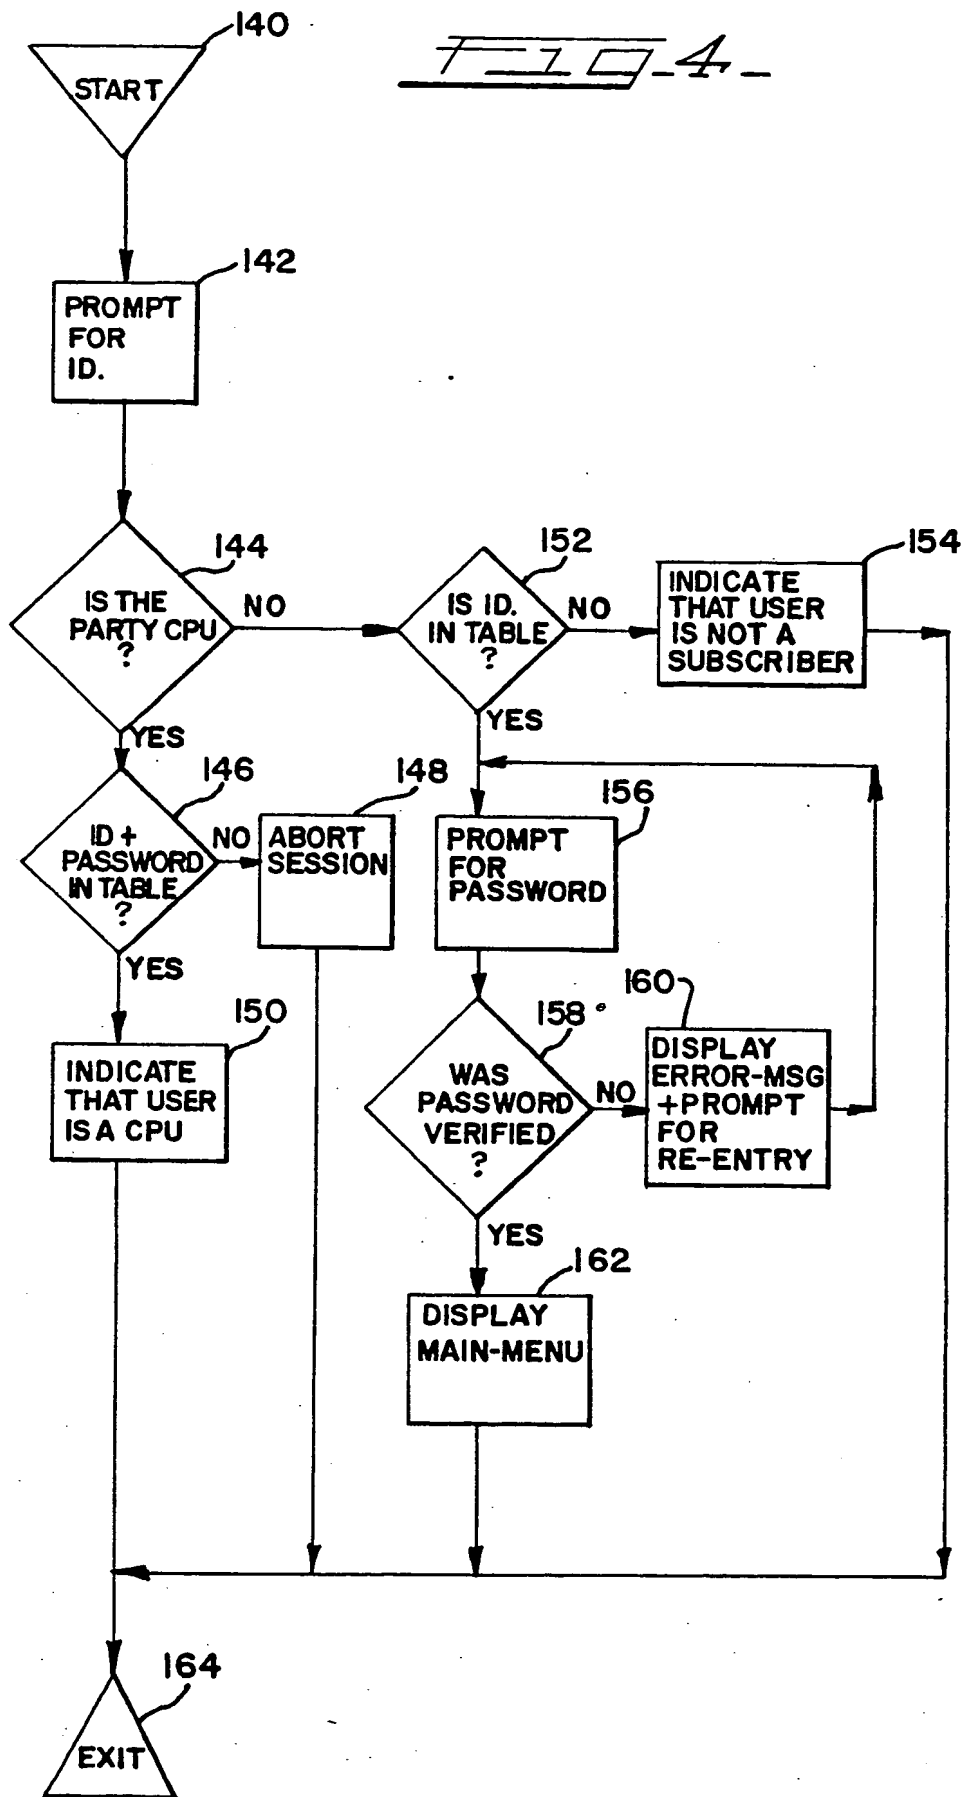 140
FIG_4_
START
142
PROMPT
FOR
ID.
144
IS THE
PARTY CPU
?
NO
152
IS ID.
IN TABLE
?
NO
154
INDICATE
THAT USER
IS NOT A
SUBSCRIBER
YES
YES
146
ID +
PASSWORD
IN TABLE
?
NO
148
ABORT
SESSION
156
PROMPT
FOR
PASSWORD
YES
150
INDICATE
THAT USER
IS A CPU
158
WAS
PASSWORD
VERIFIED
?
NO
160
DISPLAY
ERROR-MSG
+PROMPT
FOR
RE-ENTRY
YES
162
DISPLAY
MAIN-MENU
164
EXIT